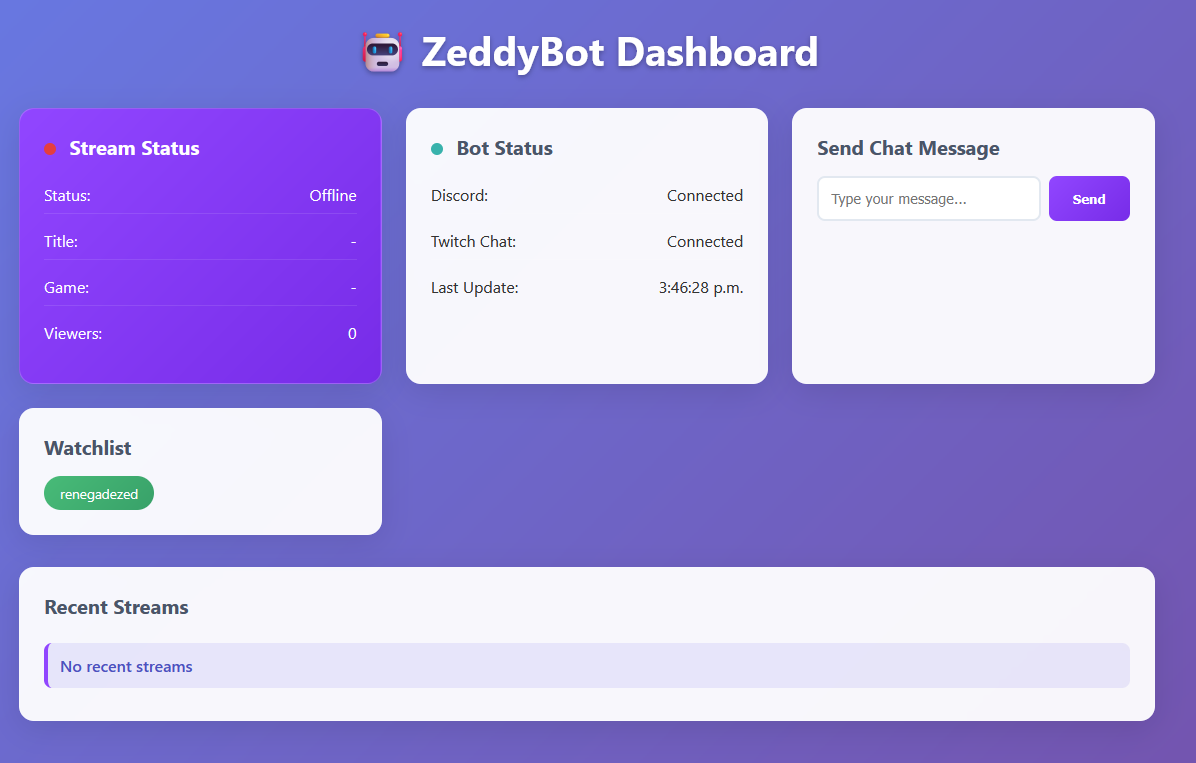 ZeddyBot Dashboard
Stream Status
Status: Offline
Title: -
Game: -
Viewers: 0
Bot Status
Discord: Connected
Twitch Chat: Connected
Last Update: 3:46:28 p.m.
Send Chat Message
Type your message... Send
Watchlist
renegadezed
Recent Streams
No recent streams